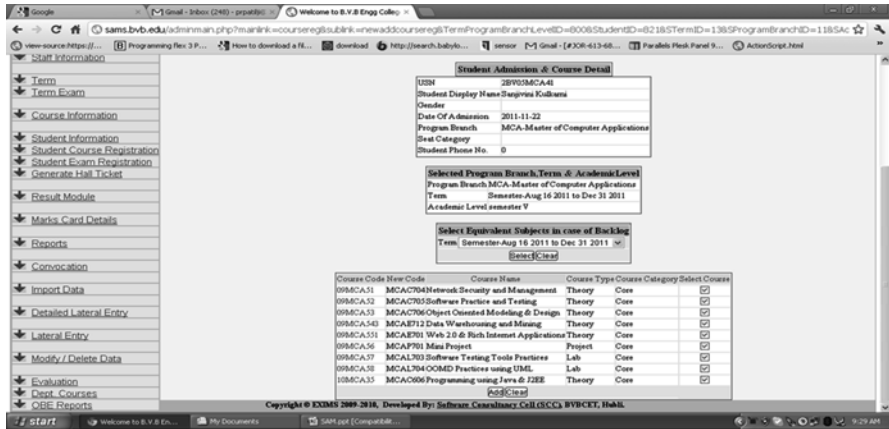 Google
Gmail - Inbox (248) - prpatil@
Welcome to B.V.B Engg Colleg
sams.bvb.edu/adminmain.php?mainlink=coursereg&sublink=newaddcoursereg&TermProgramBranchLevelID=800&StudentID=821&STermID=13&SProgramBranchID=11&SAc
view-source:https://...
Programming flex 3 P...
How to download a fil...
download
http://search.babylo...
sensor
Gmail - [#JOR-613-68...
Parallels Plesk Panel 9...
ActionScript.html
Staff Information
Term
Term Exam
Course Information
Student Information
Student Course Registration
Student Exam Registration
Generate Hall Ticket
Result Module
Marks Card Details
Reports
Convocation
Import Data
Detailed Lateral Entry
Lateral Entry
Modify / Delete Data
Evaluation
Dept. Courses
OBE Reports
Student Admission & Course Detail
USN 2BV05MCA41
Student Display Name Sanjivini Kulkarni
Gender
Date Of Admission 2011-11-22
Program Branch MCA-Master of Computer Applications
Seat Category
Student Phone No. 0
Selected Program Branch,Term & AcademicLevel
Program Branch MCA-Master of Computer Applications
Term Semester-Aug 16 2011 to Dec 31 2011
Academic Level semester V
Select Equivalent Subjects in case of Backlog
Term Semester-Aug 16 2011 to Dec 31 2011
Select Clear
Course Code New Code Course Name Course Type Course Category Select Course
09MCA51 MCAC704 Network Security and Management Theory Core
09MCA52 MCAC705 Software Practice and Testing Theory Core
09MCA53 MCAC706 Object Oriented Modeling & Design Theory Core
09MCA543 MCAE712 Data Warehousing and Mining Theory Core
09MCA551 MCAE701 Web 2.0 & Rich Internet Applications Theory Core
09MCA56 MCAP701 Mini Project Project Core
09MCA57 MCAL703 Software Testing Tools Practices Lab Core
09MCA58 MCAL704 OOMD Practices using UML Lab Core
10MCA35 MCAC606 Programming using Java & J2EE Theory Core
Add Clear
Copyright © EXIMS 2009-2010, Developed By: Software Consultancy Cell (SCC), BVBCET, Hubli.
start
Welcome to B.V.B En...
My Documents
SAM.ppt [Compatibilit...
9:29 AM